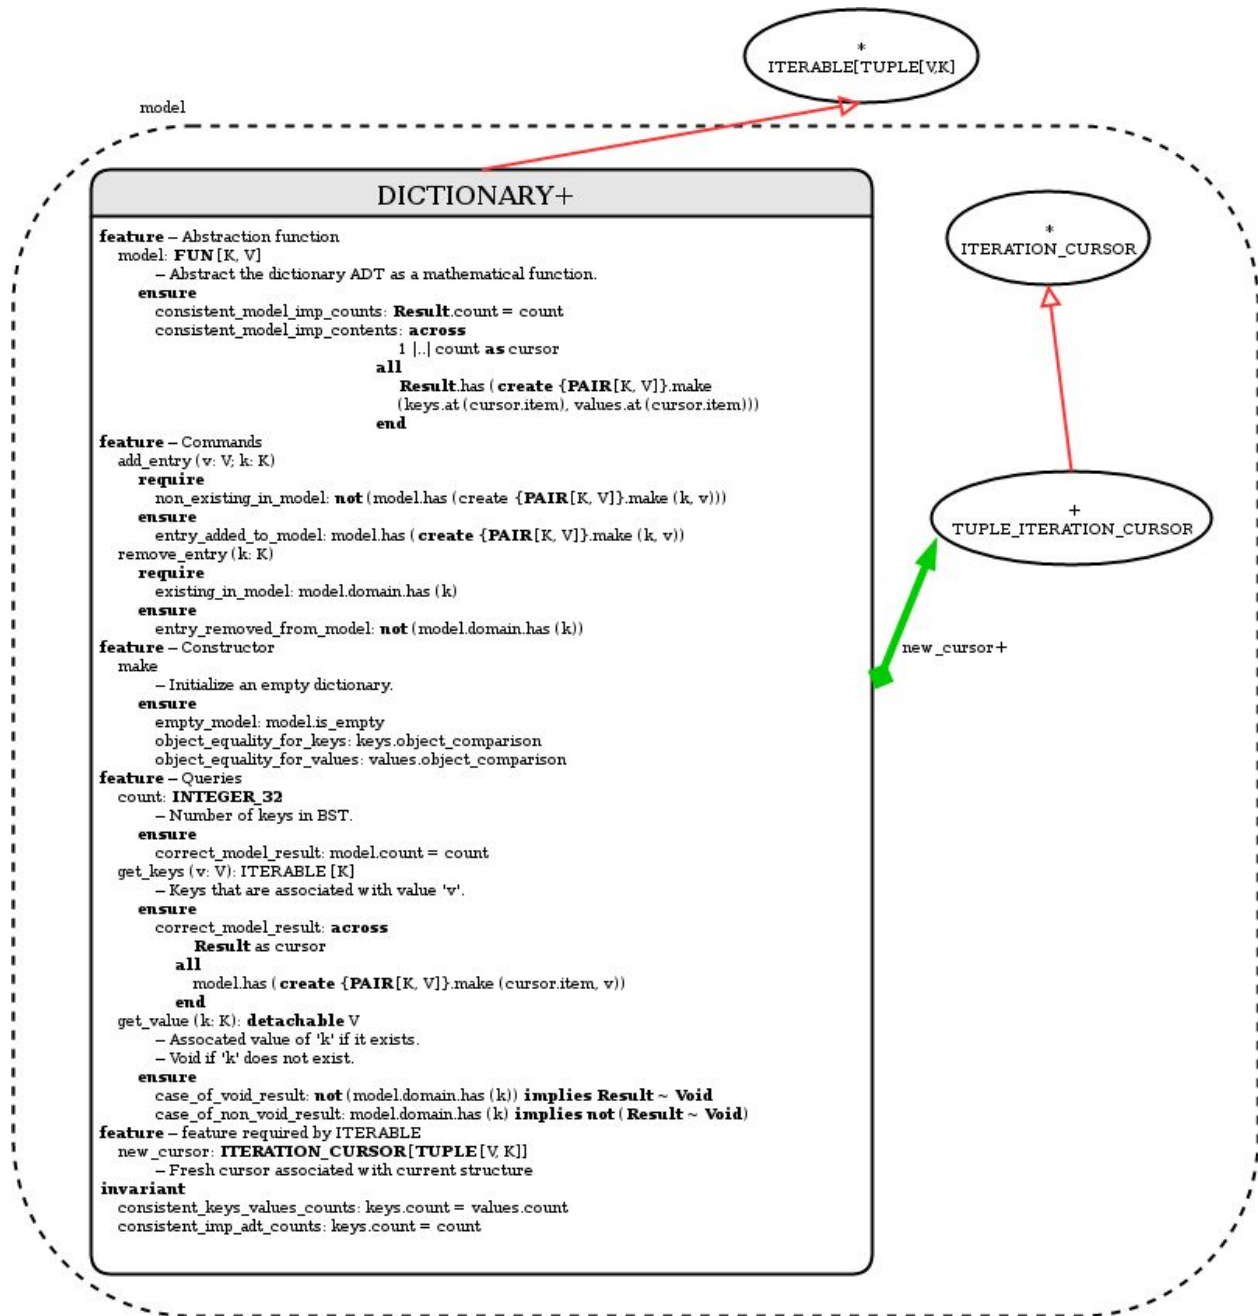 *
ITERABLE[TUPLE[V,K]
model
DICTIONARY+
feature – Abstraction function
model: FUN [K, V]
– Abstract the dictionary ADT as a mathematical function.
ensure
consistent_model_imp_counts: Result.count = count
consistent_model_imp_contents: across
1 |..| count as cursor
all
Result.has ( create {PAIR[K, V]}.make
(keys.at (cursor.item), values.at (cursor.item)))
end
feature – Commands
add_entry (v: V; k: K)
require
non_existing_in_model: not (model.has (create {PAIR[K, V]}.make (k, v)))
ensure
entry_added_to_model: model.has ( create {PAIR[K, V]}.make (k, v))
remove_entry (k: K)
require
existing_in_model: model.domain.has (k)
ensure
entry_removed_from_model: not (model.domain.has (k))
feature – Constructor
make
– Initialize an empty dictionary.
ensure
empty_model: model.is_empty
object_equality_for_keys: keys.object_comparison
object_equality_for_values: values.object_comparison
feature – Queries
count: INTEGER_32
– Number of keys in BST.
ensure
correct_model_result: model.count = count
get_keys (v: V): ITERABLE [K]
– Keys that are associated with value 'v'.
ensure
correct_model_result: across
Result as cursor
all
model.has ( create {PAIR[K, V]}.make (cursor.item, v))
end
get_value (k: K): detachable V
– Assocated value of 'k' if it exists.
– Void if 'k' does not exist.
ensure
case_of_void_result: not (model.domain.has (k)) implies Result ~ Void
case_of_non_void_result: model.domain.has (k) implies not ( Result ~ Void)
feature – feature required by ITERABLE
new_cursor: ITERATION_CURSOR[TUPLE[V, K]]
– Fresh cursor associated with current structure
invariant
consistent_keys_values_counts: keys.count = values.count
consistent_imp_adt_counts: keys.count = count
*
ITERATION_CURSOR
+
TUPLE_ITERATION_CURSOR
new_cursor+